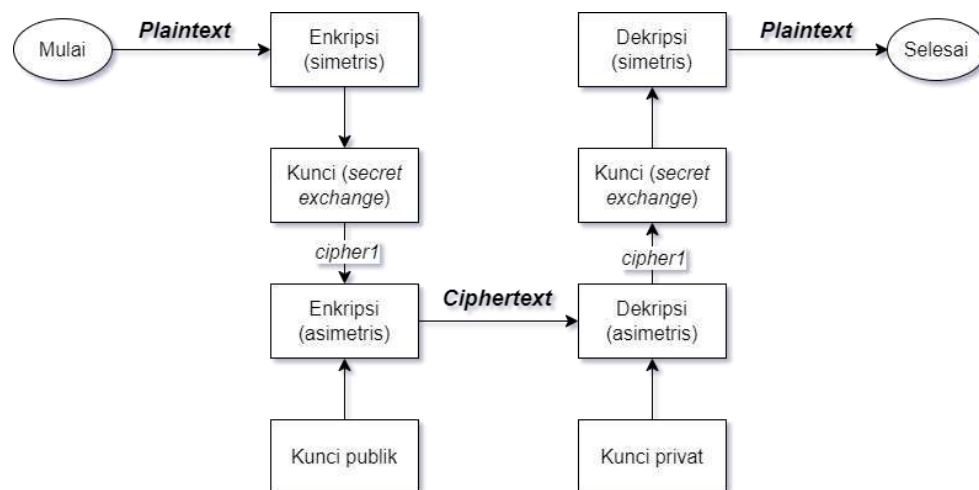 Mulai
Plaintext
Enkripsi
(simetris)
Dekripsi
(simetris)
Plaintext
Selesai
Kunci (secret
exchange)
Kunci (secret
exchange)
cipher1
cipher1
Enkripsi
(asimetris)
Ciphertext
Dekripsi
(asimetris)
Kunci publik
Kunci privat